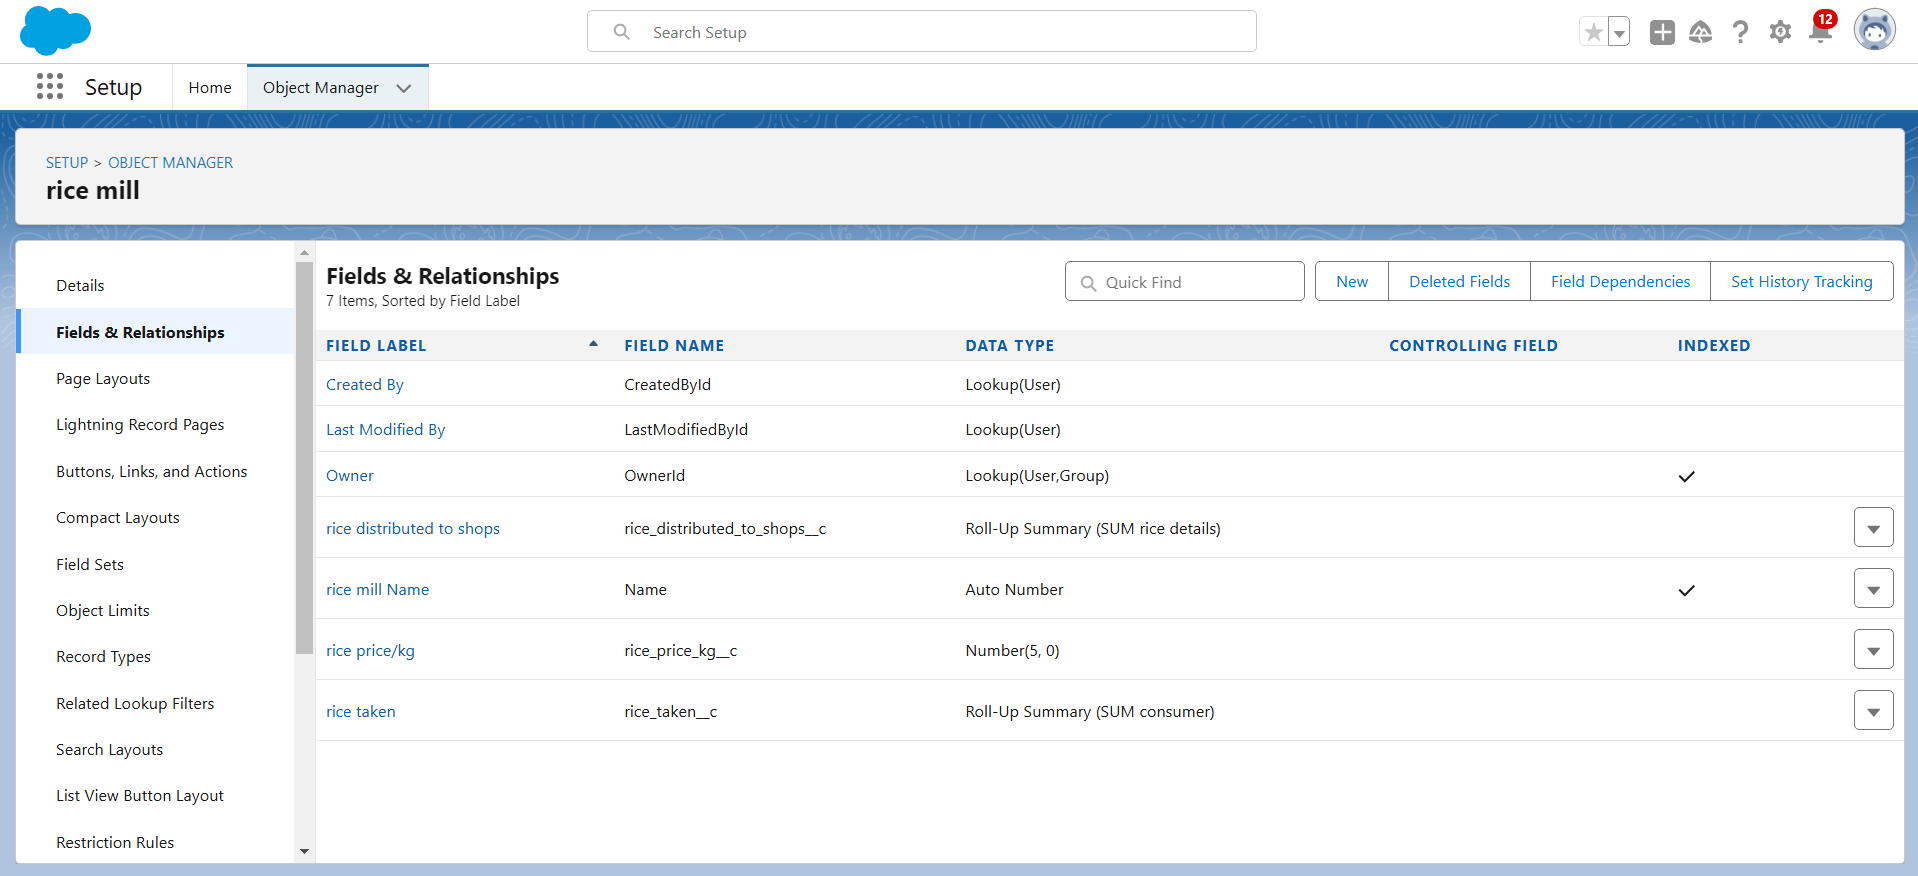 Search Setup
12
Setup
Home
Object Manager
SETUP > OBJECT MANAGER
rice mill
Details
Fields & Relationships
Page Layouts
Lightning Record Pages
Buttons, Links, and Actions
Compact Layouts
Field Sets
Object Limits
Record Types
Related Lookup Filters
Search Layouts
List View Button Layout
Restriction Rules
Fields & Relationships
7 Items, Sorted by Field Label
Quick Find
New
Deleted Fields
Field Dependencies
Set History Tracking
FIELD LABEL FIELD NAME DATA TYPE CONTROLLING FIELD INDEXED
Created By CreatedById Lookup(User)
Last Modified By LastModifiedById Lookup(User)
Owner OwnerId Lookup(User,Group)
rice distributed to shops rice_distributed_to_shops__c Roll-Up Summary (SUM rice details)
rice mill Name Name Auto Number
rice price/kg rice_price_kg__c Number(5, 0)
rice taken rice_taken__c Roll-Up Summary (SUM consumer)